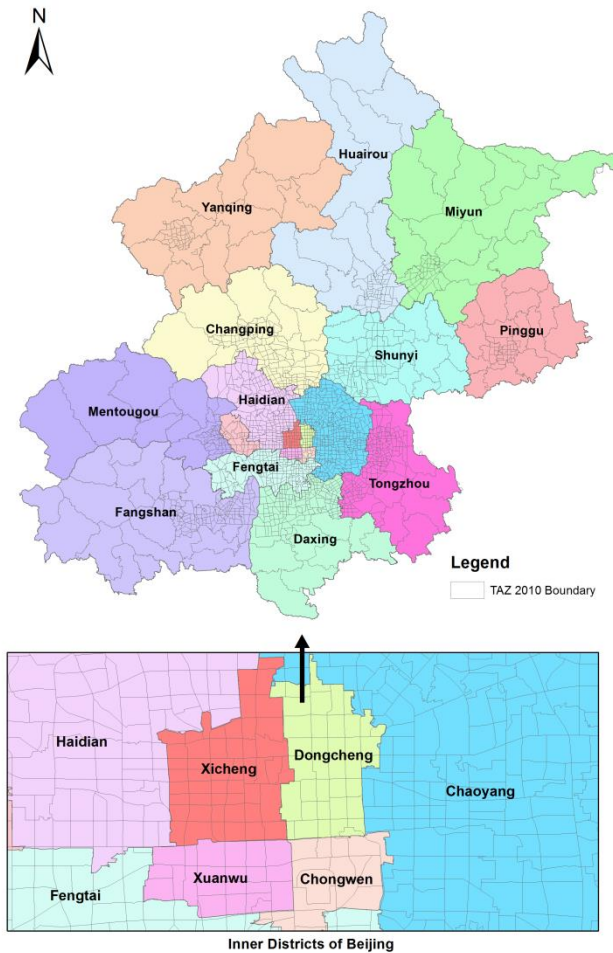 N
Huairou
Yanqing
Miyun
Changping
Pinggu
Shunyi
Mentougou
Haidian
Fengtai
Tongzhou
Fangshan
Daxing
Legend
TAZ 2010 Boundary
Haidian
Xicheng
Dongcheng
Chaoyang
Xuanwu
Chongwen
Fengtai
Inner Districts of Beijing